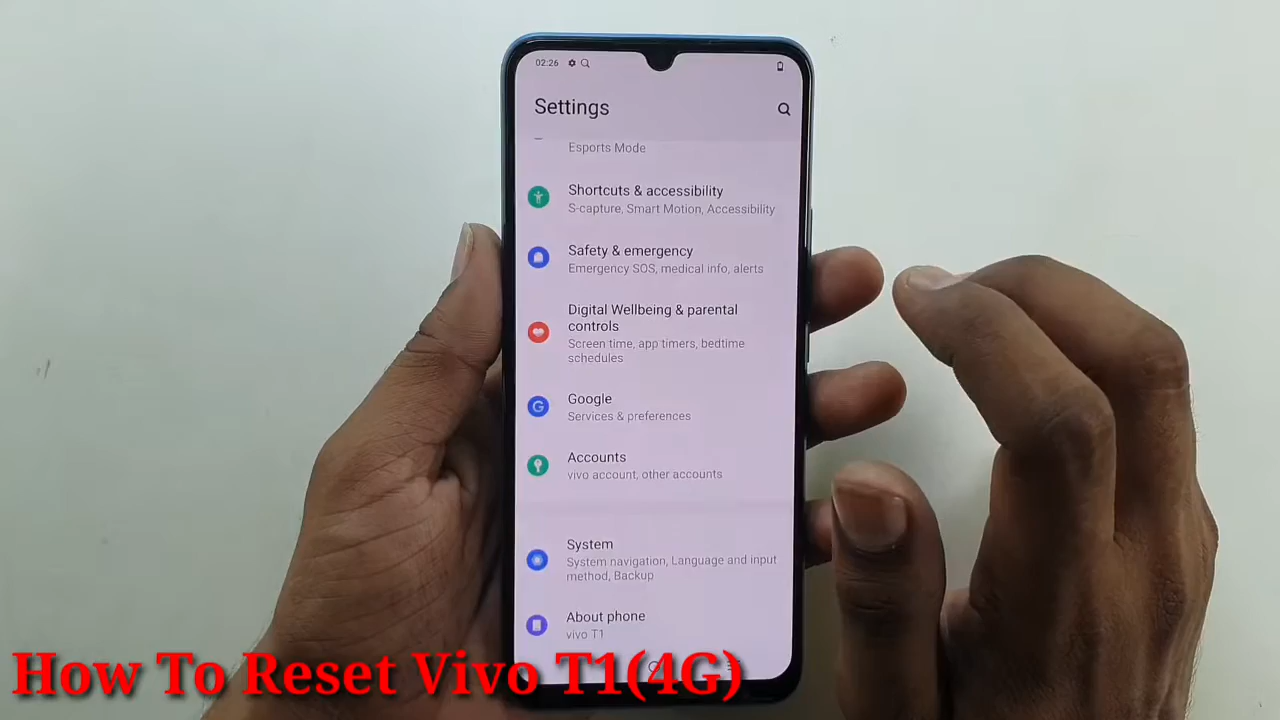 02:26
Settings
Esports Mode
Shortcuts & accessibility
S-capture, Smart Motion, Accessibility
Safety & emergency
Emergency SOS, medical info, alerts
Digital Wellbeing & parental
controls
Screen time, app timers, bedtime
schedules
Google
Services & preferences
Accounts
vivo account, other accounts
System
System navigation, Language and input
method, Backup
About phone
vivo T1
How To Reset Vivo T1(4G)